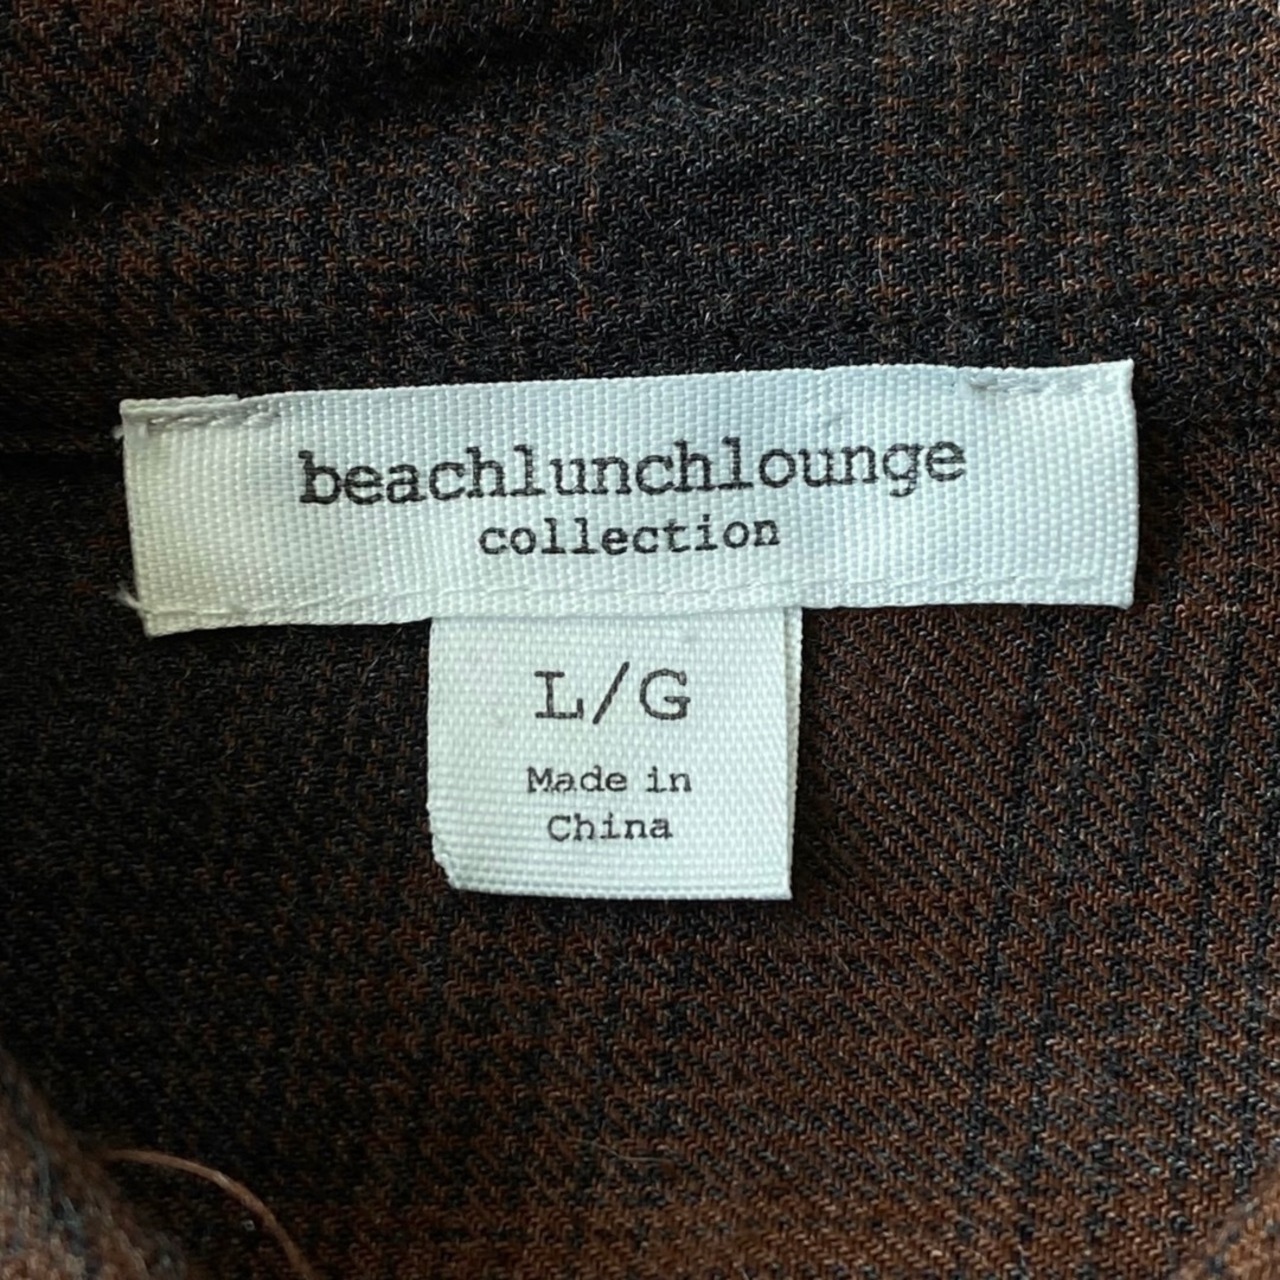 beachlunchlounge
collection
L/G
Made in
China